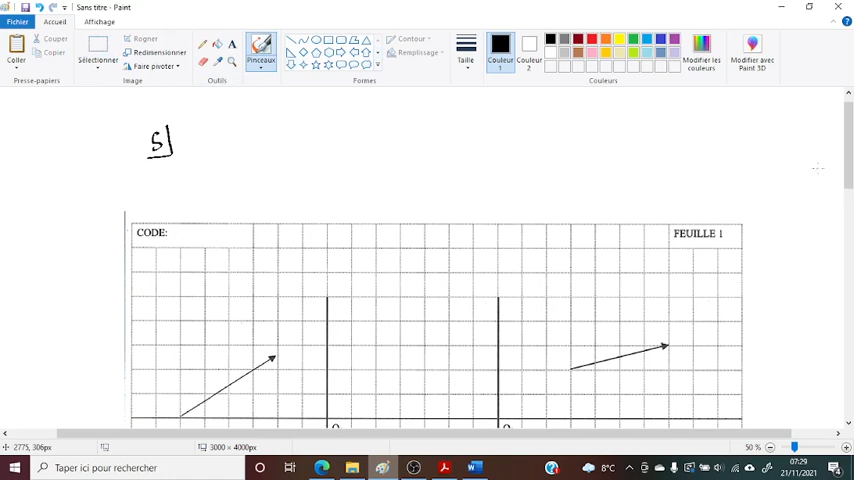 Sans titre - Paint
Fichier Accueil Affichage
Coller
Couper
Copier
Presse-papiers
Sélectionner
Rogner
Redimensionner
Faire pivoter
Image
A
Outils
Pinceaux
Contour
Remplissage
Formes
Taille
Couleur 1
Couleur 2
Modifier les couleurs
Couleurs
Modifier avec Paint 3D
5
CODE:
FEUILLE 1
O
O
2775, 306px
3000 × 4000px
50 %
Taper ici pour rechercher
8°C
07:29
21/11/2021
4